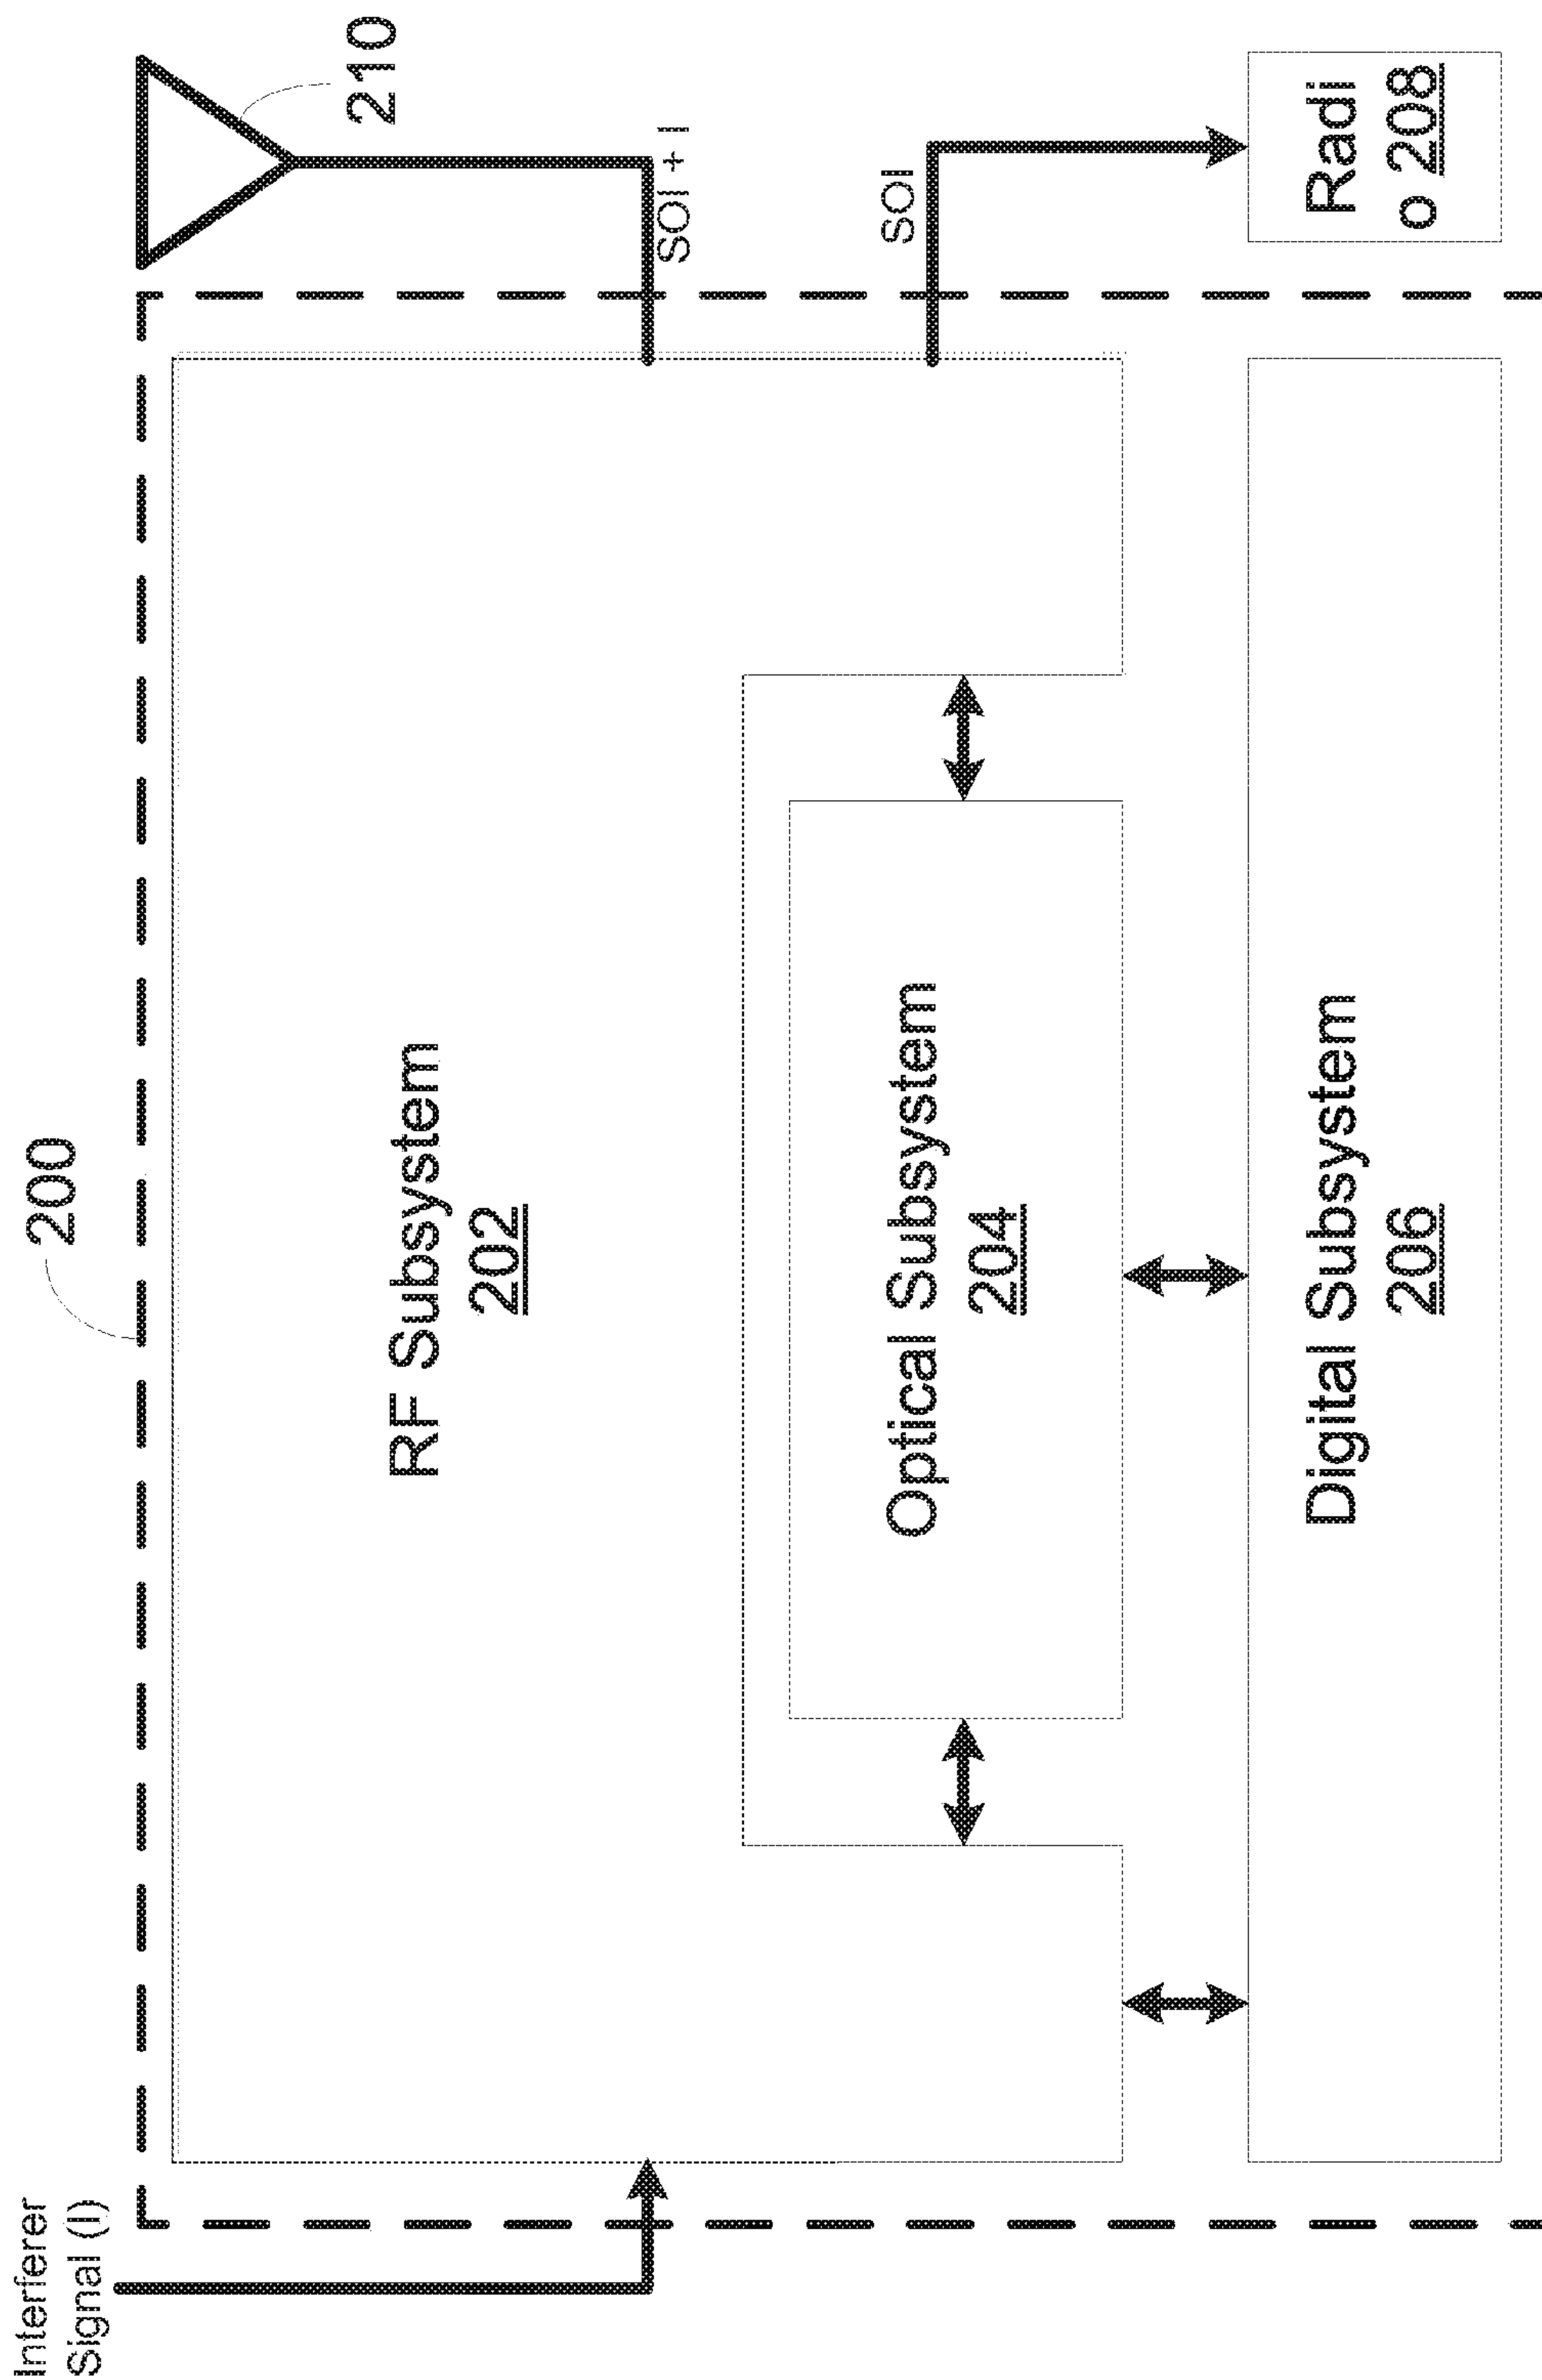 Interferer
Signal (I)
200
210
RF Subsystem
202
SOI + I
SOI
Optical Subsystem
204
Digital Subsystem
206
Radi
o 208